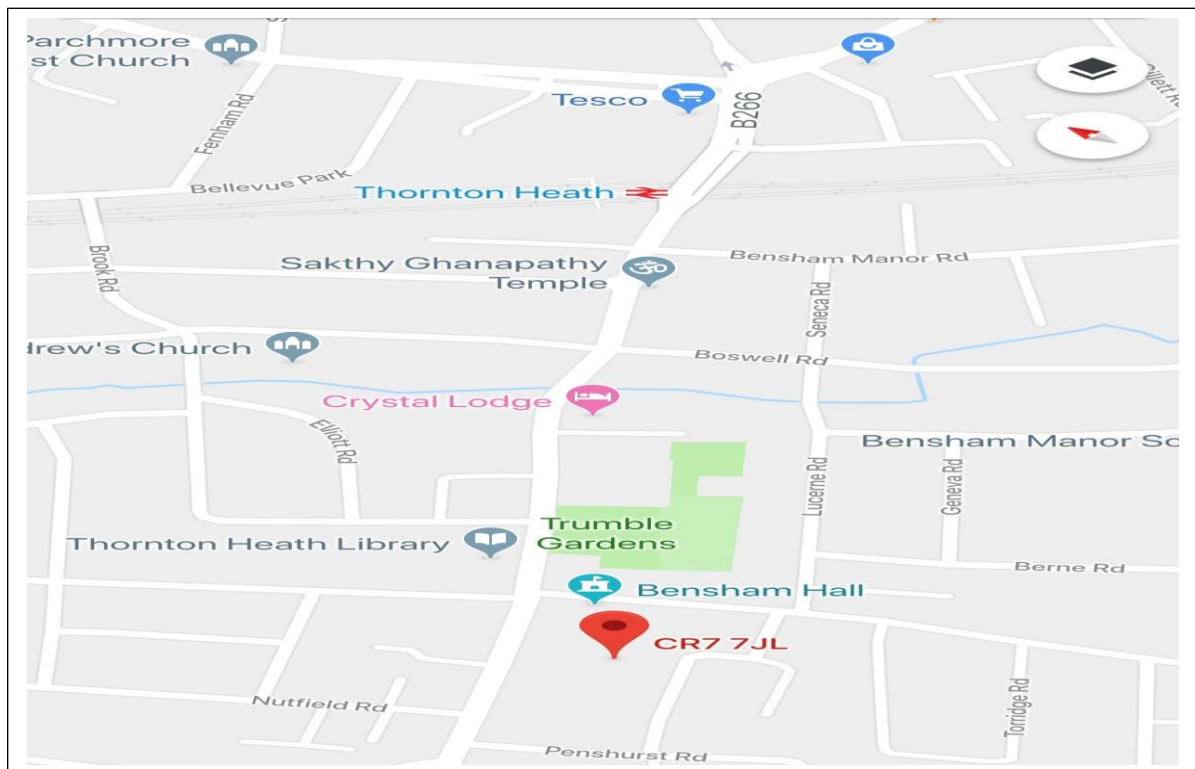 Parchmore
st Church
Tesco
B266
Gillett Rd
Fernham Rd
Bellevue Park
Thornton Heath
Bensham Manor Rd
Brook Rd
Sakthy Ghanapathy
Temple
Seneca Rd
drew's Church
Boswell Rd
Crystal Lodge
Elliott Rd
Bensham Manor Sc
Lucerne Rd
Geneva Rd
Trumble
Gardens
Thornton Heath Library
Berne Rd
Bensham Hall
CR7 7JL
Nutfield Rd
Torridge Rd
Penshurst Rd